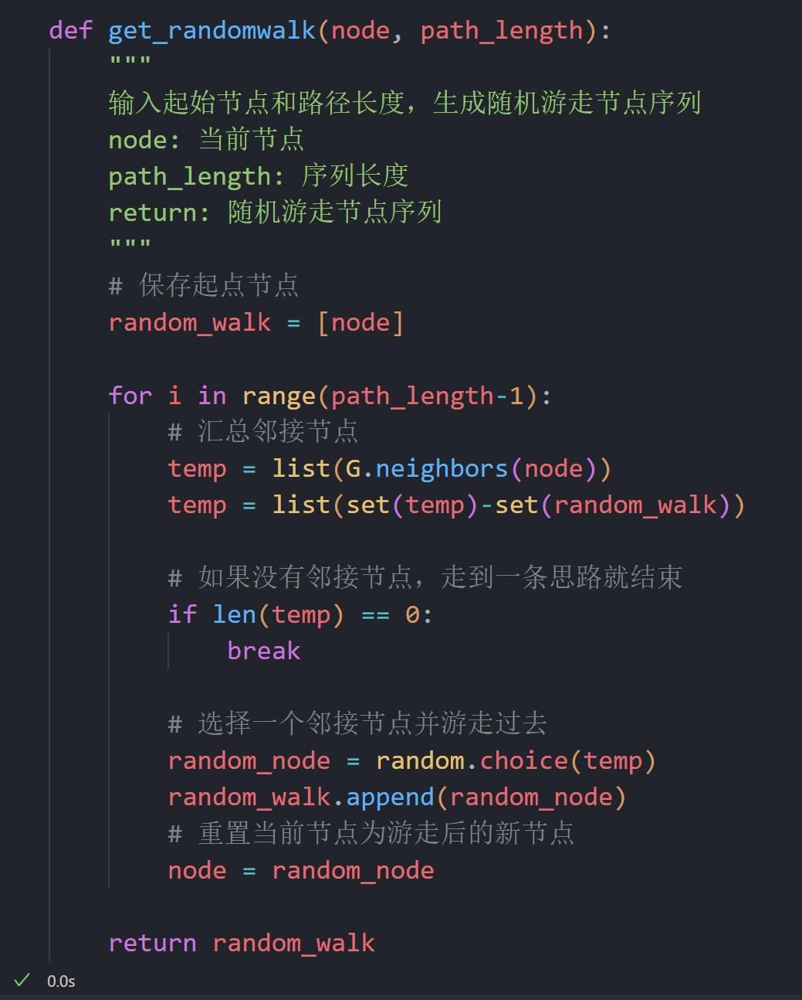 def get_randomwalk(node, path_length):
"""
输入起始节点和路径长度，生成随机游走节点序列
node: 当前节点
path_length: 序列长度
return: 随机游走节点序列
"""
# 保存起点节点
random_walk = [node]
for i in range(path_length-1):
# 汇总邻接节点
temp = list(G.neighbors(node))
temp = list(set(temp)-set(random_walk))
# 如果没有邻接节点，走到一条思路就结束
if len(temp) == 0:
break
# 选择一个邻接节点并游走过去
random_node = random.choice(temp)
random_walk.append(random_node)
# 重置当前节点为游走后的新节点
node = random_node
return random_walk
0.0s